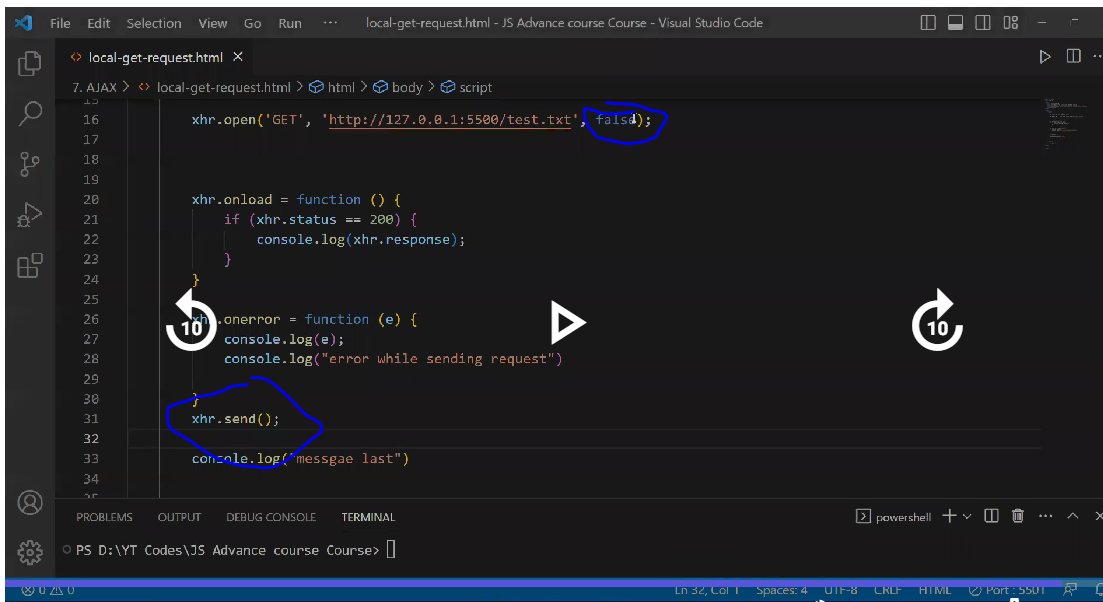 File Edit Selection View Go Run ··· local-get-request.html - JS Advance course Course - Visual Studio Code
<> local-get-request.html ×
7. AJAX > <> local-get-request.html > html > body > script
15
16 xhr.open('GET', 'http://127.0.0.1:5500/test.txt', false);
17
18
19
20 xhr.onload = function () {
21 if (xhr.status == 200) {
22 console.log(xhr.response);
23 }
24 }
25
26 xhr.onerror = function (e) {
27 console.log(e);
28 console.log("error while sending request")
29
30 }
31 xhr.send();
32
33 console.log("messgae last")
34
35
10
10
PROBLEMS OUTPUT DEBUG CONSOLE TERMINAL powershell
PS D:\YT Codes\JS Advance course Course>
0 0 Ln 32, Col 1 Spaces: 4 UTF-8 CRLF HTML Port : 5501